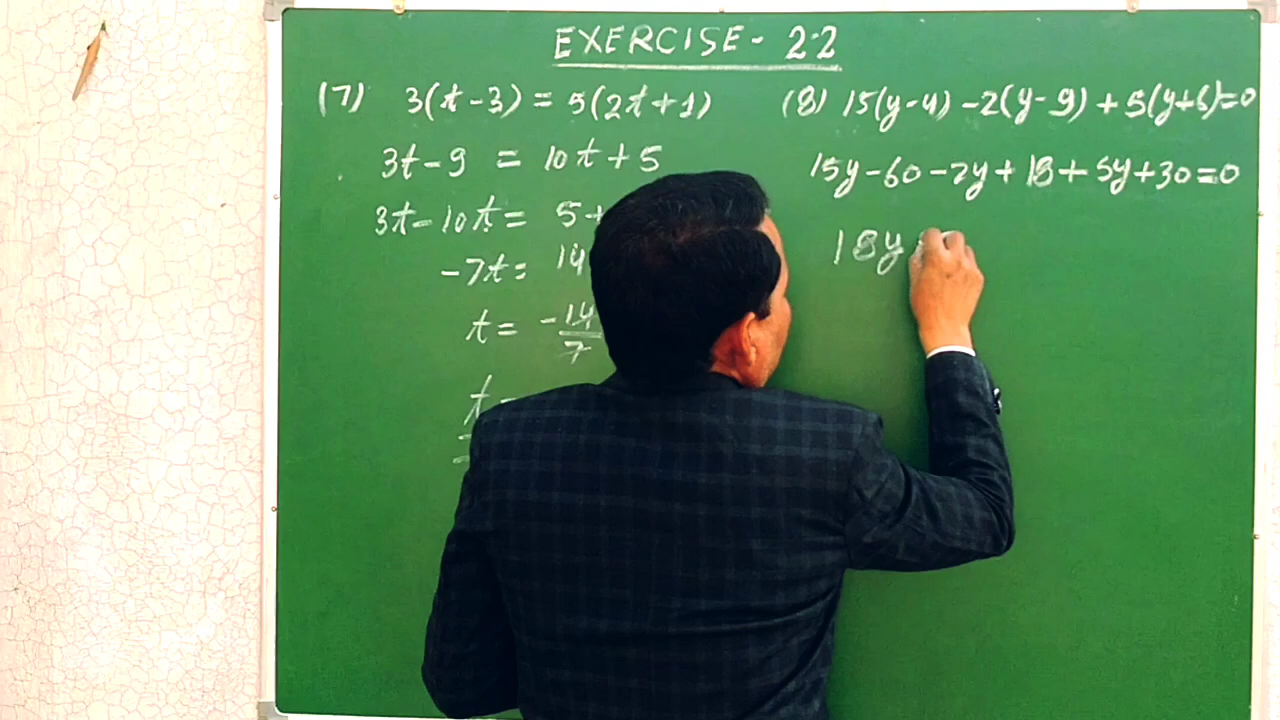 EXERCISE - 2.2
(7) 3(t-3) = 5(2t+1)
3t-9 = 10t+5
3t-10t= 5+
-7t= 14
t= -14/7
t=
(8) 15(y-4) -2(y-9) + 5(y+6)=0
15y-60-2y+18+5y+30=0
18y